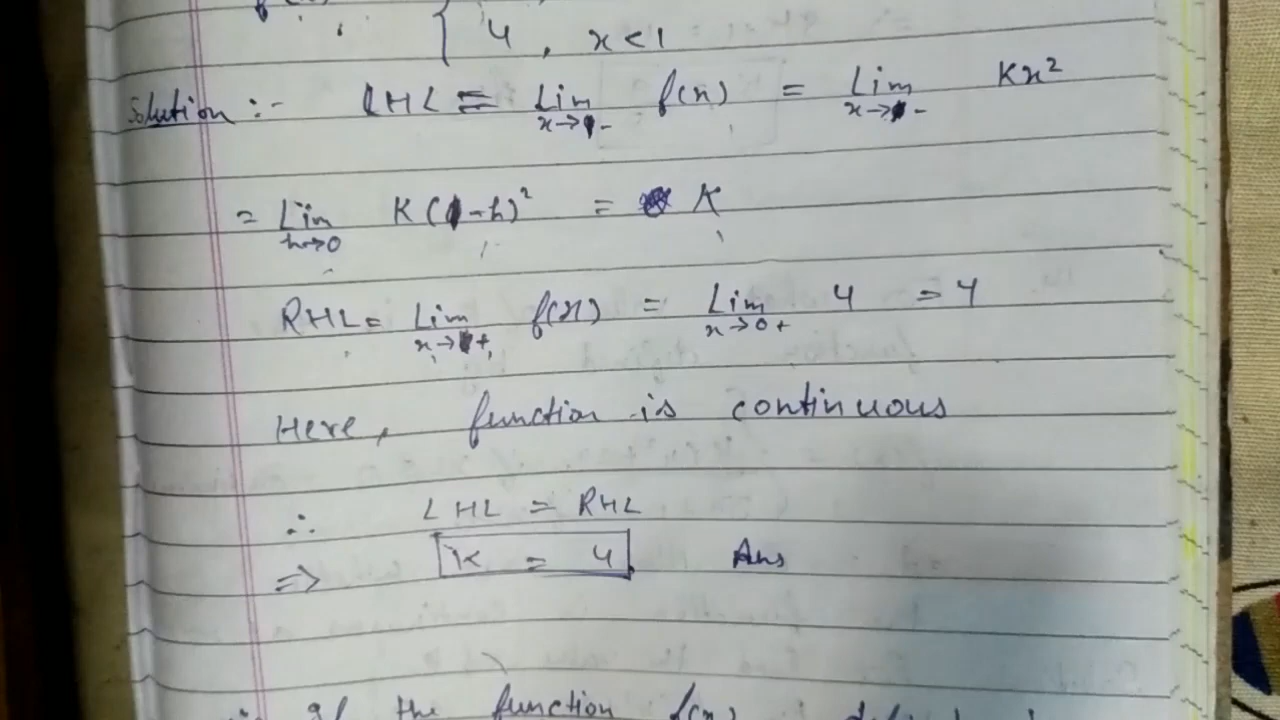 { 4 , x < 1
Solution :- LHL = Lim x→1- f(x) = Lim x→1- Kx²
= Lim h→0 K(1-h)² = K
RHL = Lim x→1+ f(x) = Lim x→0+ 4 = 4
Here, function is continuous
∴ LHL = RHL
⇒ K = 4 Ans
If the function f(x) is